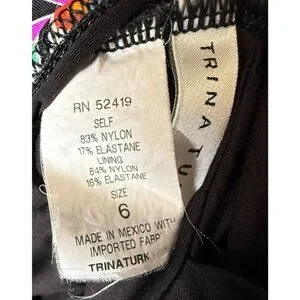 RN 52419
SELF
83% NYLON
17% ELASTANE
LINING
84% NYLON
16% ELASTANE
SIZE
6
MADE IN MEXICO WITH
IMPORTED FABR
TRINATURK
TRINA TU